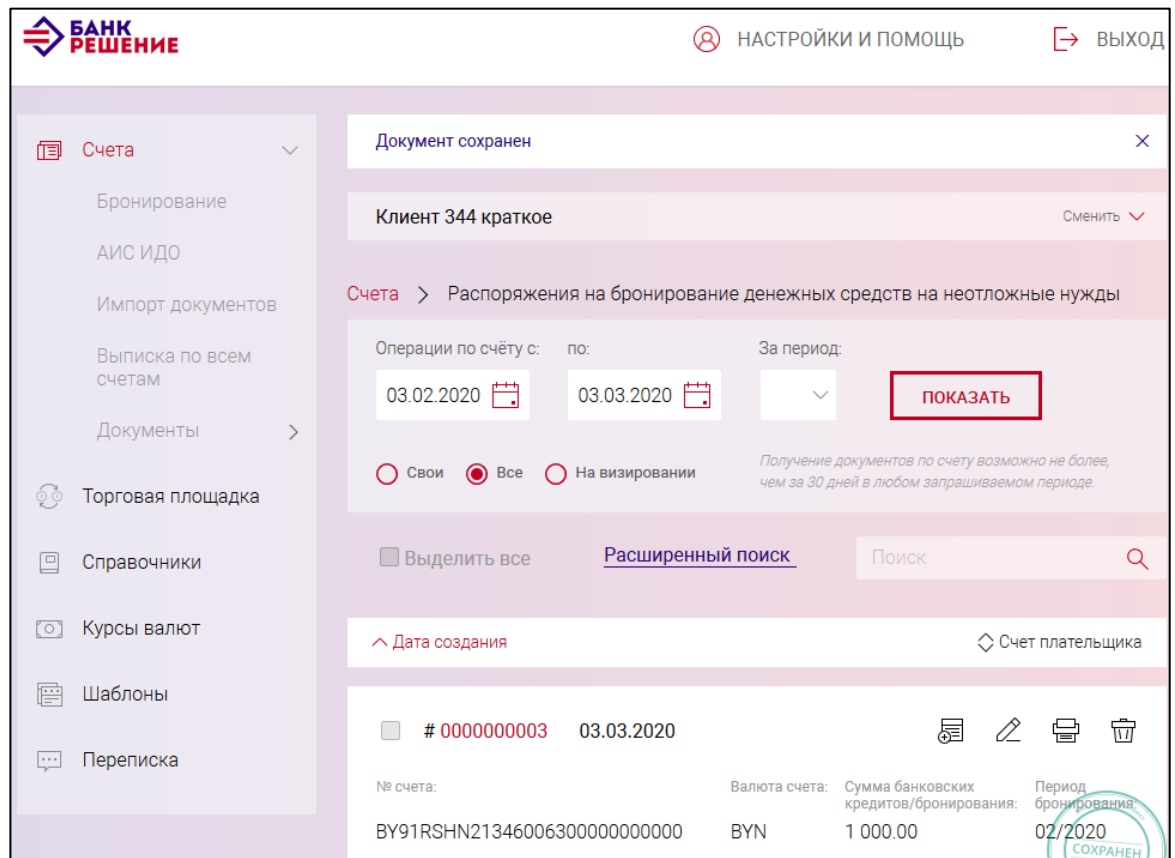 БАНК
РЕШЕНИЕ
НАСТРОЙКИ И ПОМОЩЬ
ВЫХОД
Счета
Бронирование
АИС ИДО
Импорт документов
Выписка по всем
счетам
Документы
Торговая площадка
Справочники
Курсы валют
Шаблоны
Переписка
Документ сохранен
Клиент 344 краткое
Сменить
Счета > Распоряжения на бронирование денежных средств на неотложные нужды
Операции по счёту с: по: За период:
03.02.2020 03.03.2020 ПОКАЗАТЬ
Свои Все На визировании
Получение документов по счету возможно не более,
чем за 30 дней в любом запрашиваемом периоде.
Выделить все Расширенный поиск Поиск
Дата создания Счет плательщика
# 0000000003 03.03.2020
№ счета: Валюта счета: Сумма банковских
кредитов/бронирования: Период
бронирования:
BY91RSHN21346006300000000000 BYN 1 000.00 02/2020
СОХРАНЕН